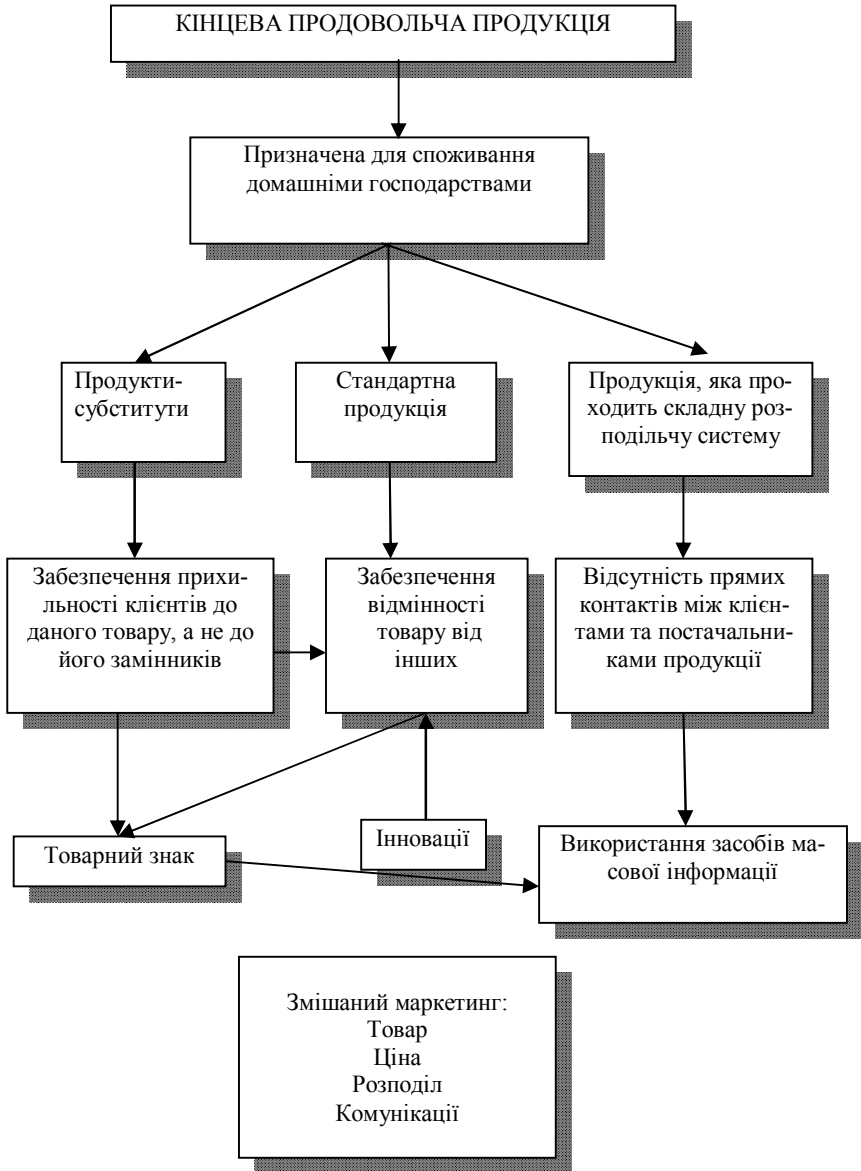 КІНЦЕВА ПРОДОВОЛЬЧА ПРОДУКЦІЯ
Призначена для споживання
домашніми господарствами
Продукти-
субститути
Стандартна
продукція
Продукція, яка про-
ходить складну роз-
подільчу систему
Забезпечення прихи-
льності клієнтів до
даного товару, а не до
його замінників
Забезпечення
відмінності
товару від
інших
Відсутність прямих
контактів між клієн-
тами та постачальни-
ками продукції
Товарний знак
Інновації
Використання засобів ма-
сової інформації
Змішаний маркетинг:
Товар
Ціна
Розподіл
Комунікації